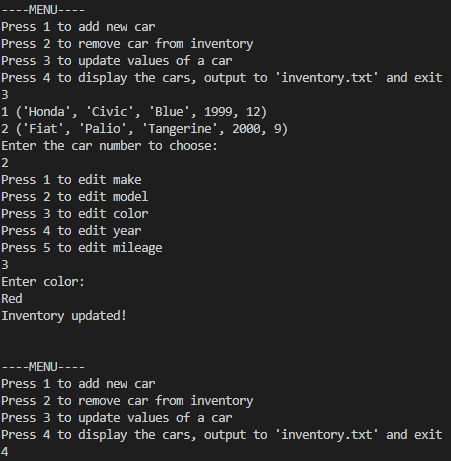 ----MENU----
Press 1 to add new car
Press 2 to remove car from inventory
Press 3 to update values of a car
Press 4 to display the cars, output to 'inventory.txt' and exit
3
1 ('Honda', 'Civic', 'Blue', 1999, 12)
2 ('Fiat', 'Palio', 'Tangerine', 2000, 9)
Enter the car number to choose:
2
Press 1 to edit make
Press 2 to edit model
Press 3 to edit color
Press 4 to edit year
Press 5 to edit mileage
3
Enter color:
Red
Inventory updated!
----MENU----
Press 1 to add new car
Press 2 to remove car from inventory
Press 3 to update values of a car
Press 4 to display the cars, output to 'inventory.txt' and exit
4